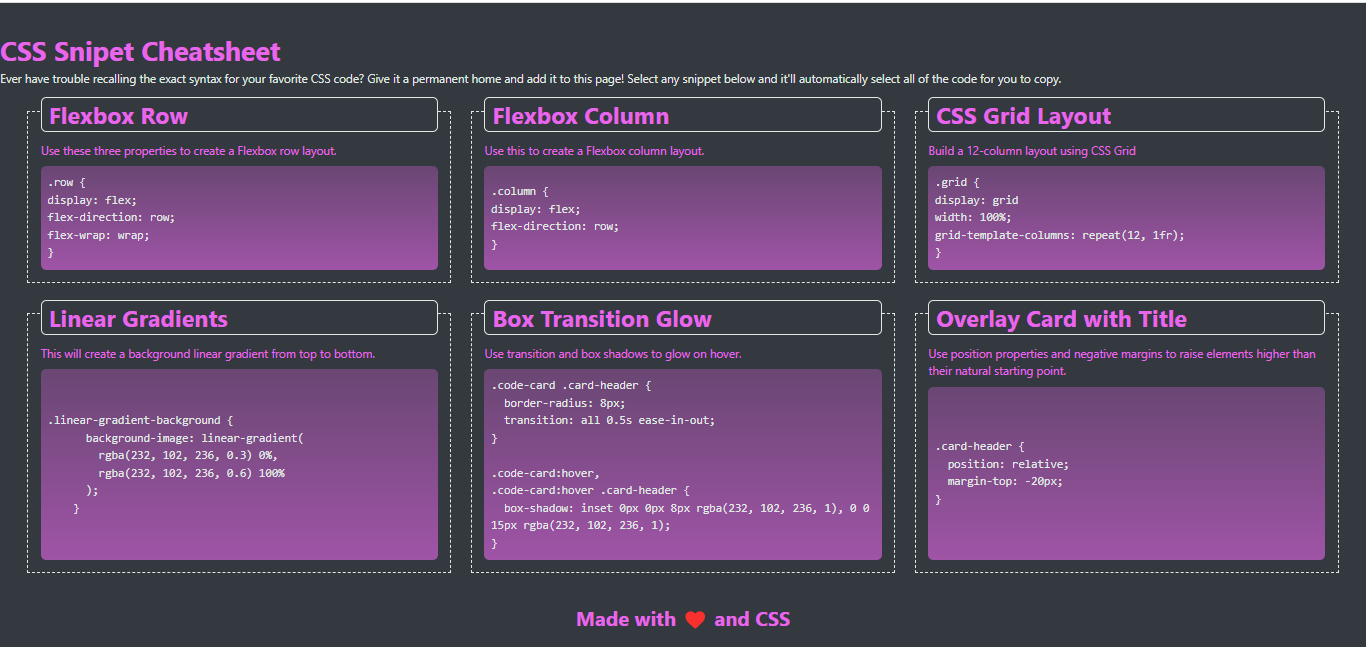 CSS Snipet Cheatsheet
Ever have trouble recalling the exact syntax for your favorite CSS code? Give it a permanent home and add it to this page! Select any snippet below and it'll automatically select all of the code for you to copy.
Flexbox Row
Use these three properties to create a Flexbox row layout.
.row {
display: flex;
flex-direction: row;
flex-wrap: wrap;
}
Flexbox Column
Use this to create a Flexbox column layout.
.column {
display: flex;
flex-direction: row;
}
CSS Grid Layout
Build a 12-column layout using CSS Grid
.grid {
display: grid
width: 100%;
grid-template-columns: repeat(12, 1fr);
}
Linear Gradients
This will create a background linear gradient from top to bottom.
.linear-gradient-background {
background-image: linear-gradient(
rgba(232, 102, 236, 0.3) 0%,
rgba(232, 102, 236, 0.6) 100%
);
}
Box Transition Glow
Use transition and box shadows to glow on hover.
.code-card .card-header {
border-radius: 8px;
transition: all 0.5s ease-in-out;
}
.code-card:hover,
.code-card:hover .card-header {
box-shadow: inset 0px 0px 8px rgba(232, 102, 236, 1), 0 0
15px rgba(232, 102, 236, 1);
}
Overlay Card with Title
Use position properties and negative margins to raise elements higher than
their natural starting point.
.card-header {
position: relative;
margin-top: -20px;
}
Made with ❤️ and CSS